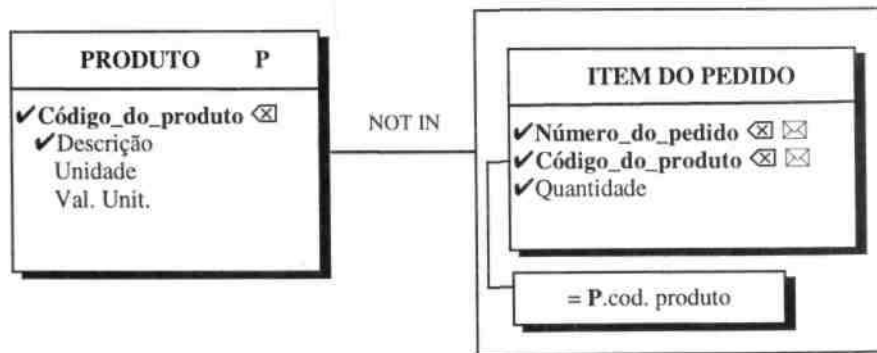 PRODUTO P
✔Código_do_produto ⌫
✔Descrição
Unidade
Val. Unit.
NOT IN
ITEM DO PEDIDO
✔Número_do_pedido ⌫ ✉
✔Código_do_produto ⌫ ✉
✔Quantidade
= P.cod. produto